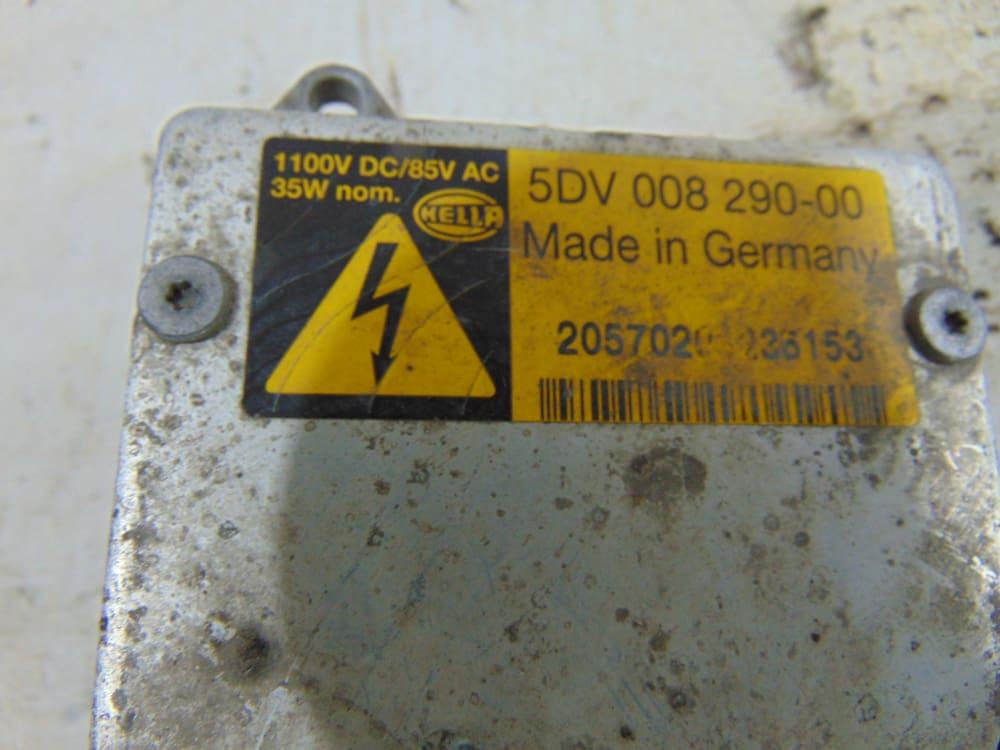 1100V DC/85V AC
35W nom.
HELLA
5DV 008 290-00
Made in Germany